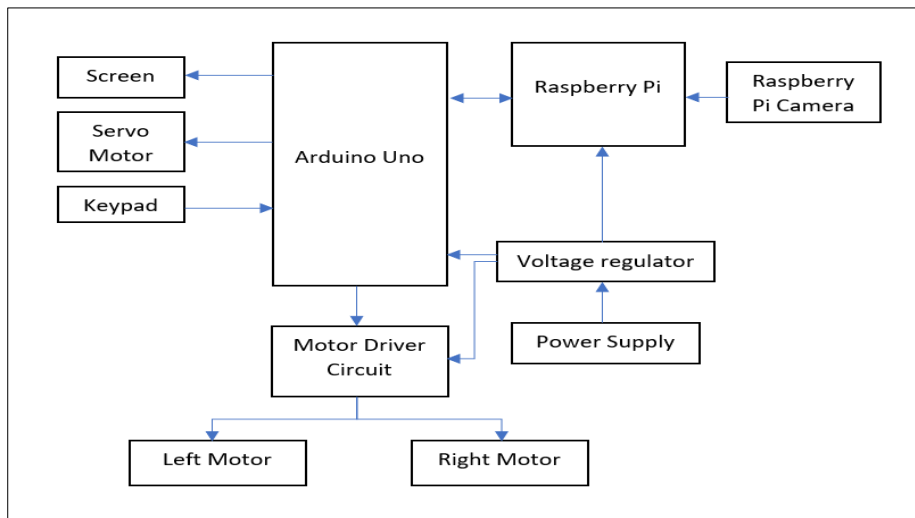 Screen
Servo
Motor
Keypad
Arduino Uno
Raspberry Pi
Raspberry
Pi Camera
Voltage regulator
Power Supply
Motor Driver
Circuit
Left Motor
Right Motor